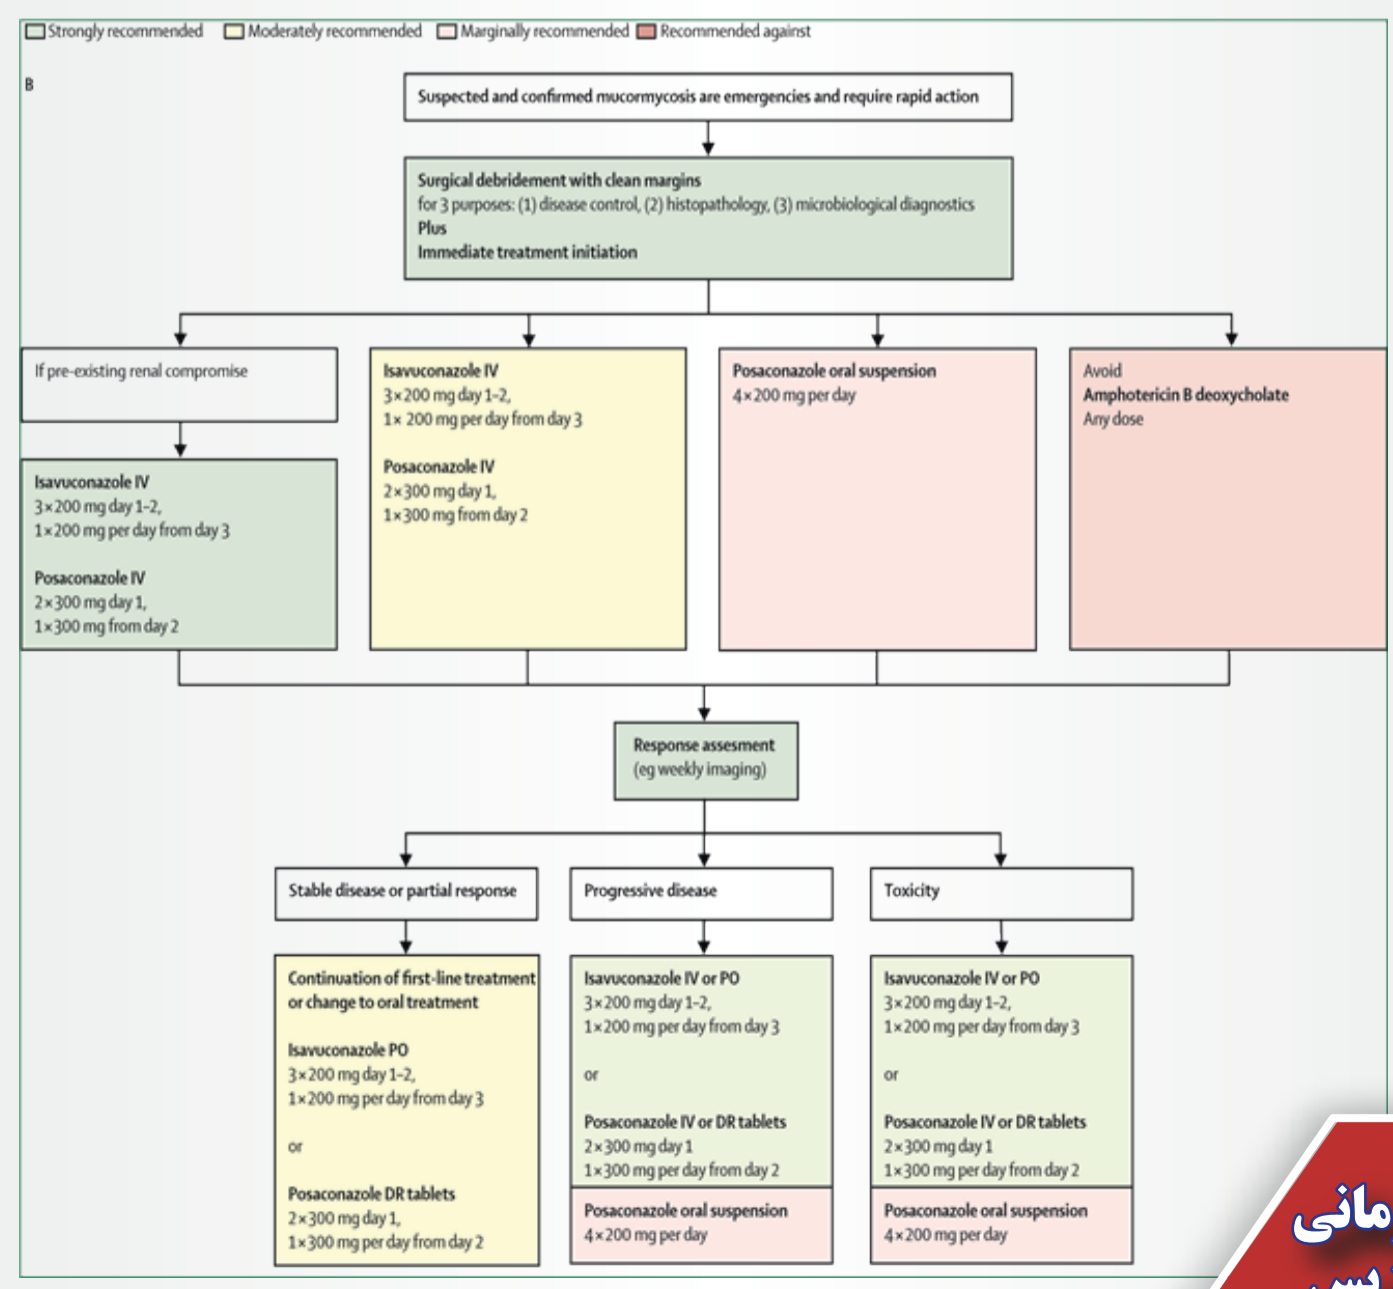 Strongly recommended
Moderately recommended
Marginally recommended
Recommended against
B
Suspected and confirmed mucormycosis are emergencies and require rapid action
Surgical debridement with clean margins
for 3 purposes: (1) disease control, (2) histopathology, (3) microbiological diagnostics
Plus
Immediate treatment initiation
If pre-existing renal compromise
Isavuconazole IV
3×200 mg day 1–2,
1×200 mg per day from day 3
Posaconazole IV
2×300 mg day 1,
1×300 mg from day 2
Isavuconazole IV
3×200 mg day 1–2,
1× 200 mg per day from day 3
Posaconazole IV
2×300 mg day 1,
1×300 mg from day 2
Posaconazole oral suspension
4×200 mg per day
Avoid
Amphotericin B deoxycholate
Any dose
Response assesment
(eg weekly imaging)
Stable disease or partial response
Continuation of first-line treatment
or change to oral treatment
Isavuconazole PO
3×200 mg day 1–2,
1×200 mg per day from day 3
or
Posaconazole DR tablets
2×300 mg day 1,
1×300 mg per day from day 2
Progressive disease
Isavuconazole IV or PO
3×200 mg day 1–2,
1×200 mg per day from day 3
or
Posaconazole IV or DR tablets
2×300 mg day 1
1×300 mg per day from day 2
Posaconazole oral suspension
4×200 mg per day
Toxicity
Isavuconazole IV or PO
3×200 mg day 1–2,
1×200 mg per day from day 3
or
Posaconazole IV or DR tablets
2×300 mg day 1
1×300 mg per day from day 2
Posaconazole oral suspension
4×200 mg per day